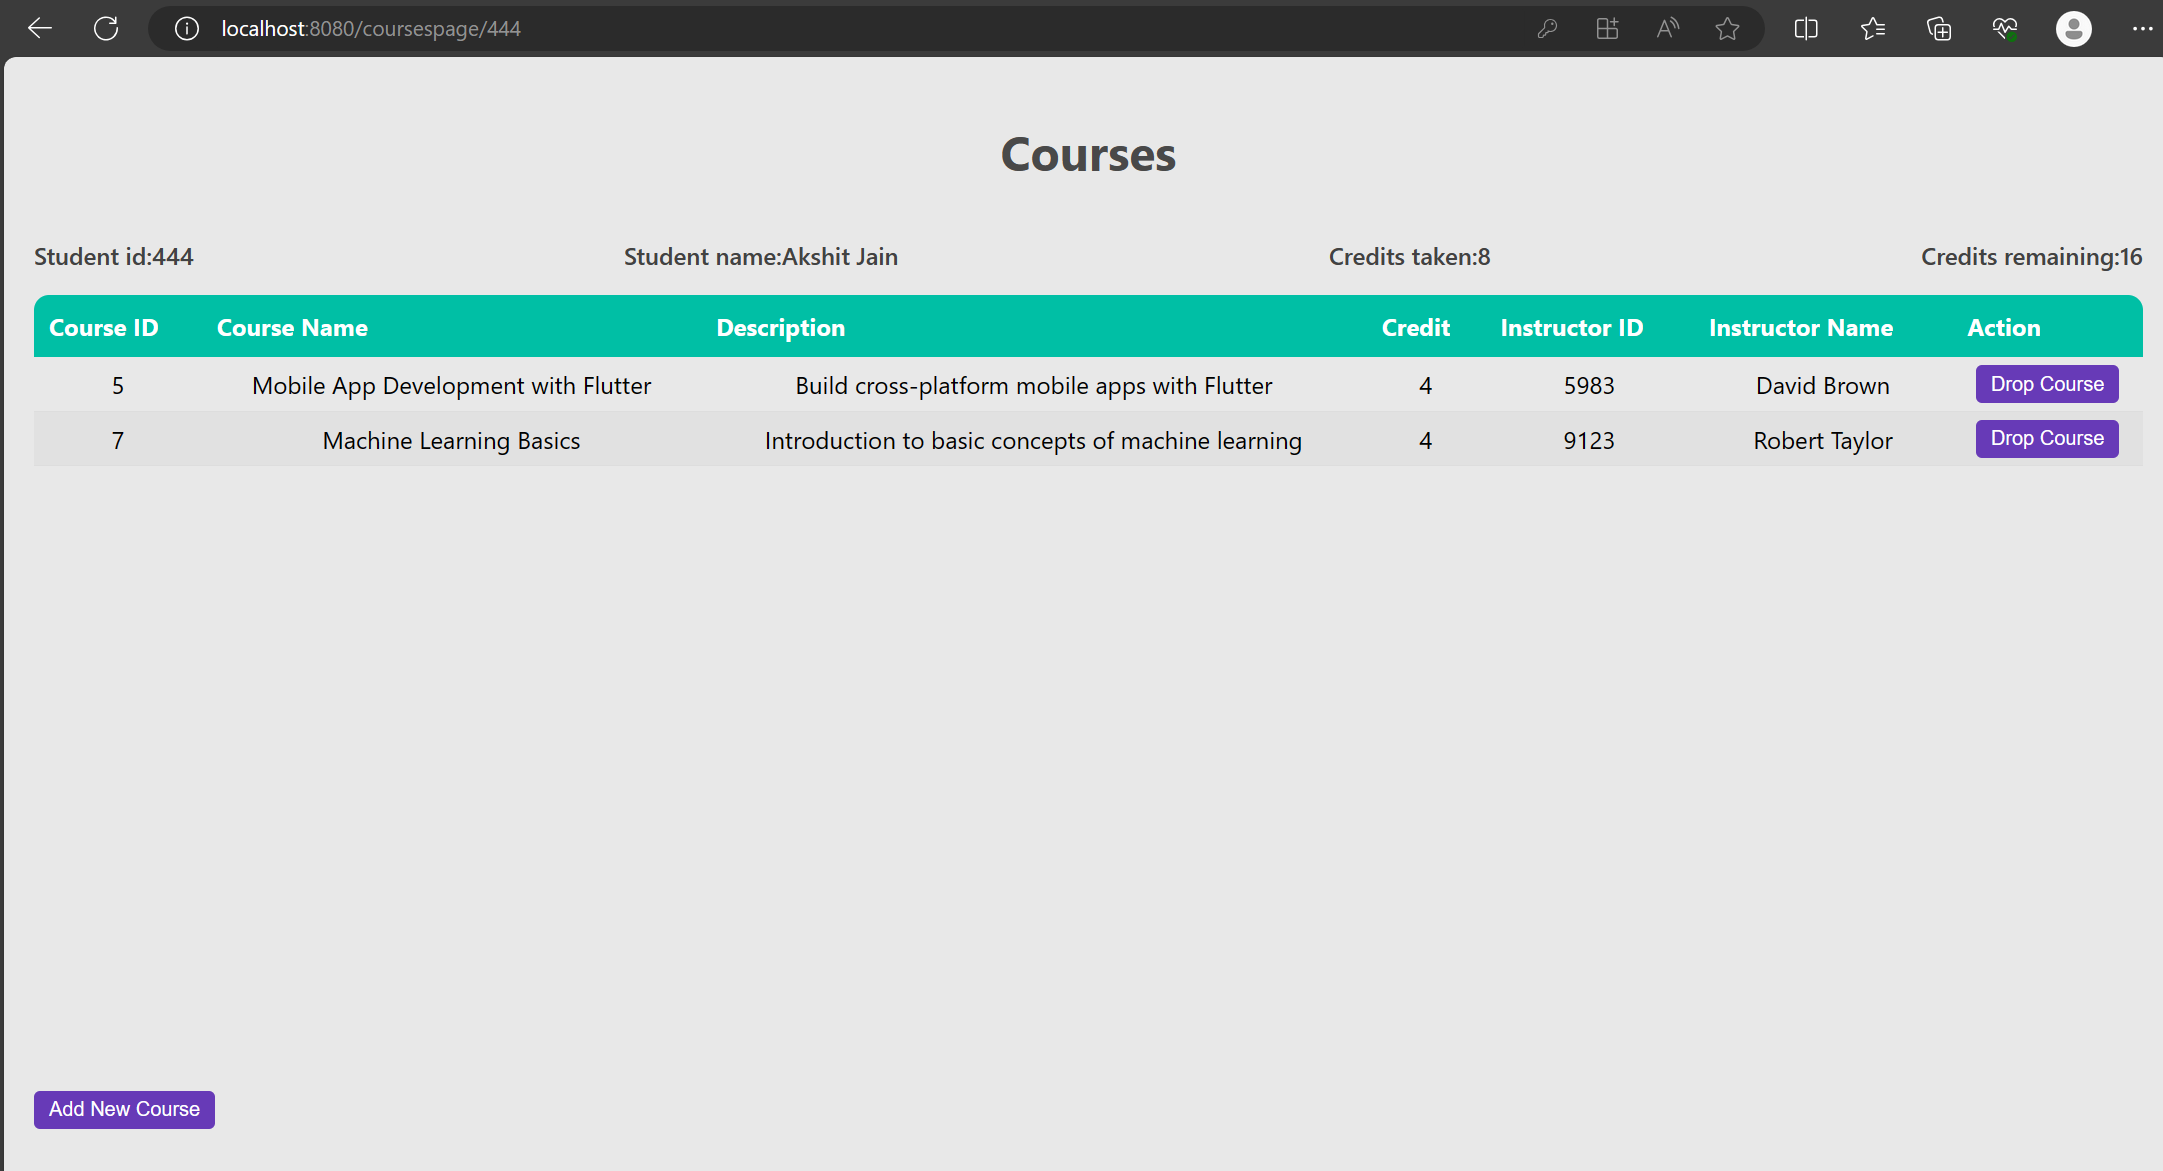 localhost:8080/coursespage/444
Courses
Student id:444 Student name:Akshit Jain Credits taken:8 Credits remaining:16
Course ID Course Name Description Credit Instructor ID Instructor Name Action
5 Mobile App Development with Flutter Build cross-platform mobile apps with Flutter 4 5983 David Brown Drop Course
7 Machine Learning Basics Introduction to basic concepts of machine learning 4 9123 Robert Taylor Drop Course
Add New Course